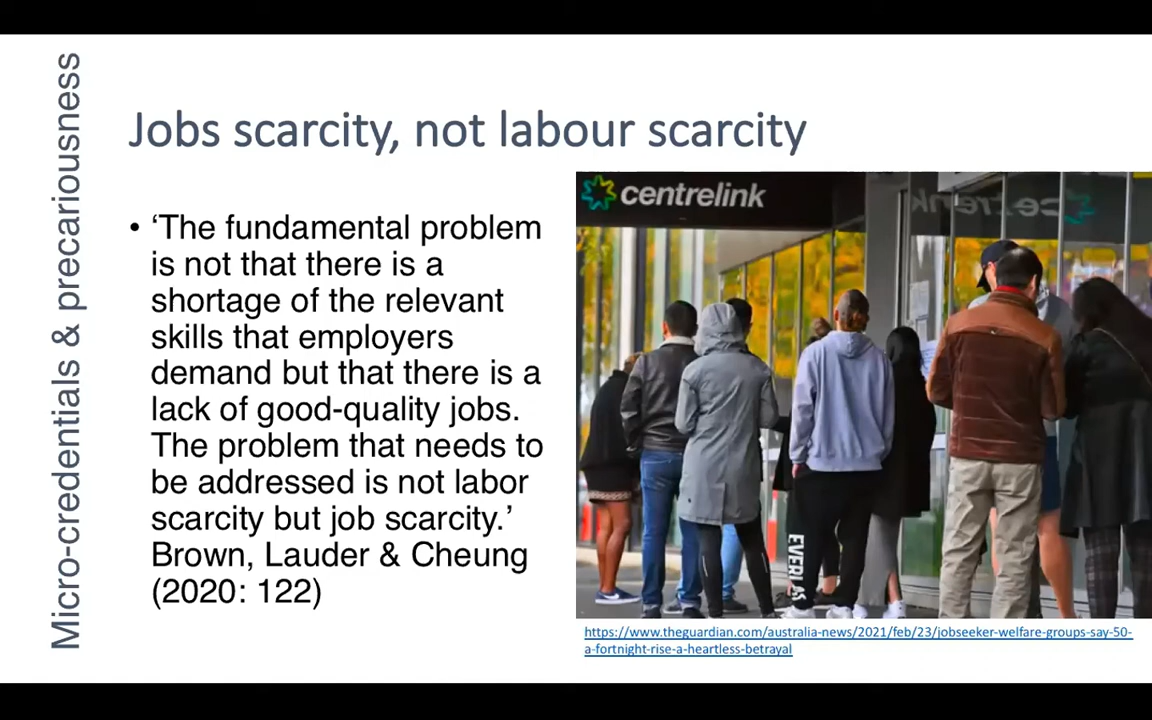 Micro-credentials & precariousness
Jobs scarcity, not labour scarcity
• ‘The fundamental problem
is not that there is a
shortage of the relevant
skills that employers
demand but that there is a
lack of good-quality jobs.
The problem that needs to
be addressed is not labor
scarcity but job scarcity.’
Brown, Lauder & Cheung
(2020: 122)
centrelink
centrelink
EVERLAS
https://www.theguardian.com/australia-news/2021/feb/23/jobseeker-welfare-groups-say-50-
a-fortnight-rise-a-heartless-betrayal